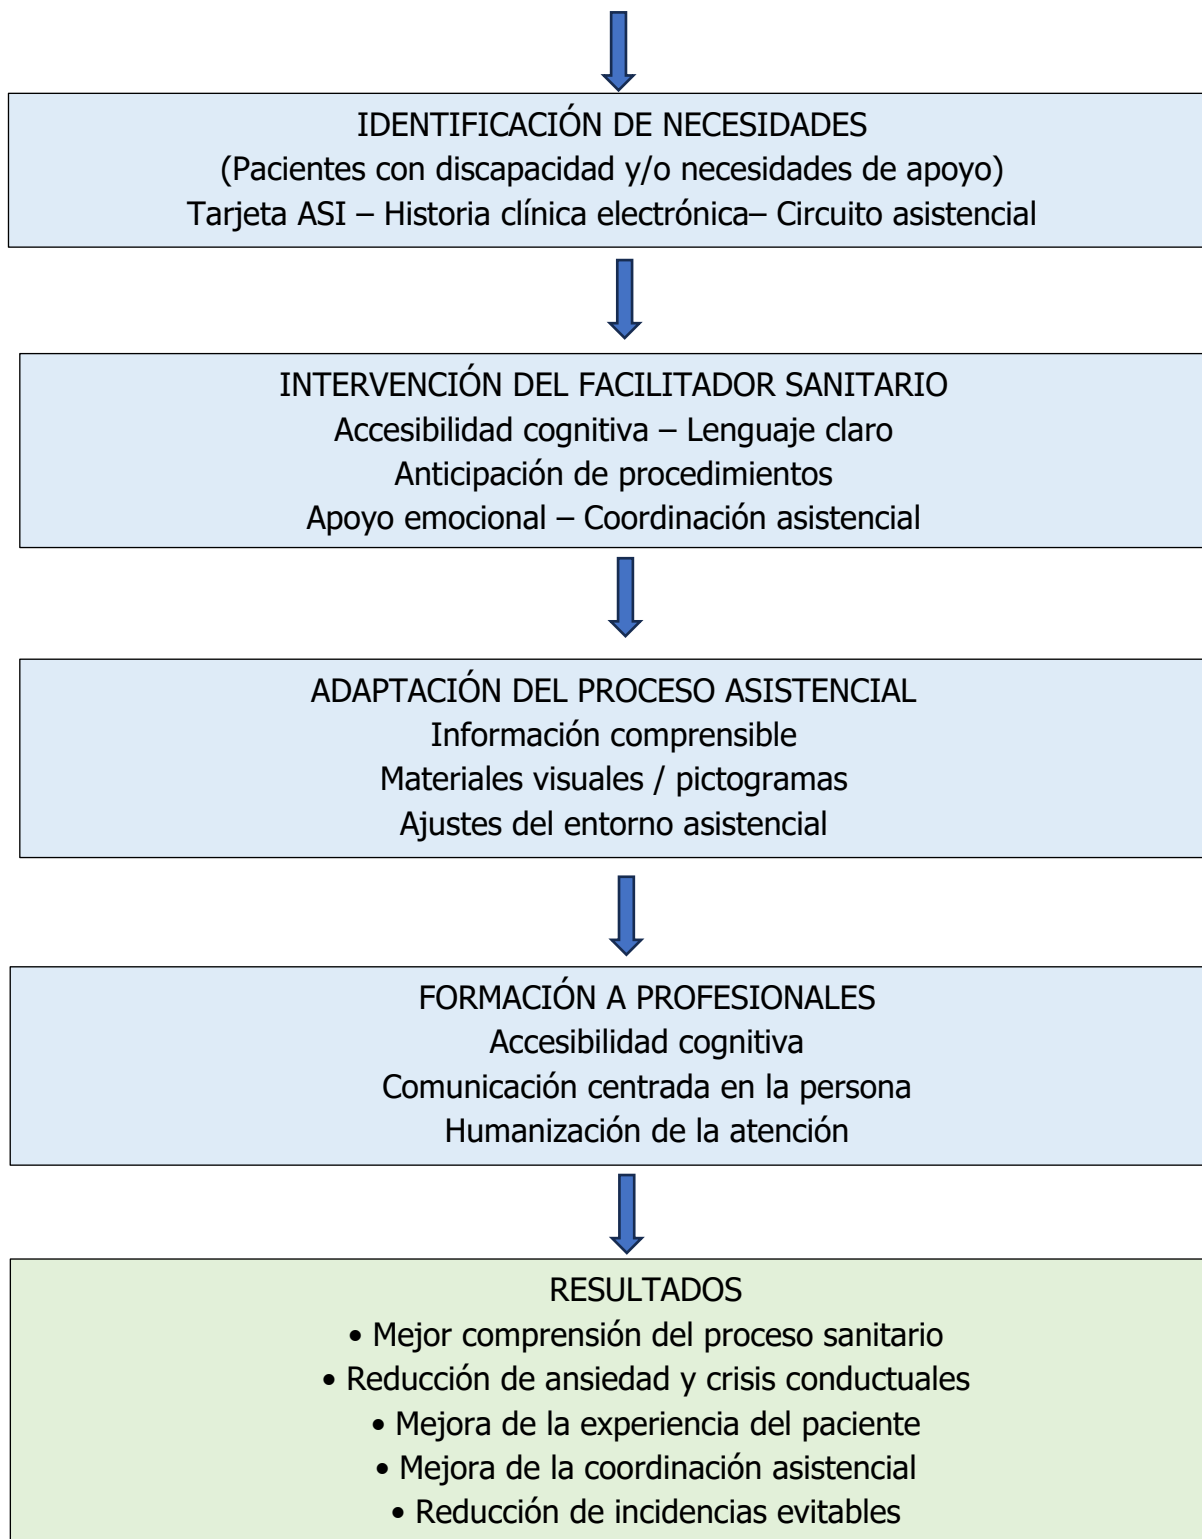 IDENTIFICACIÓN DE NECESIDADES
(Pacientes con discapacidad y/o necesidades de apoyo)
Tarjeta ASI – Historia clínica electrónica– Circuito asistencial
INTERVENCIÓN DEL FACILITADOR SANITARIO
Accesibilidad cognitiva – Lenguaje claro
Anticipación de procedimientos
Apoyo emocional – Coordinación asistencial
ADAPTACIÓN DEL PROCESO ASISTENCIAL
Información comprensible
Materiales visuales / pictogramas
Ajustes del entorno asistencial
FORMACIÓN A PROFESIONALES
Accesibilidad cognitiva
Comunicación centrada en la persona
Humanización de la atención
RESULTADOS
• Mejor comprensión del proceso sanitario
• Reducción de ansiedad y crisis conductuales
• Mejora de la experiencia del paciente
• Mejora de la coordinación asistencial
• Reducción de incidencias evitables